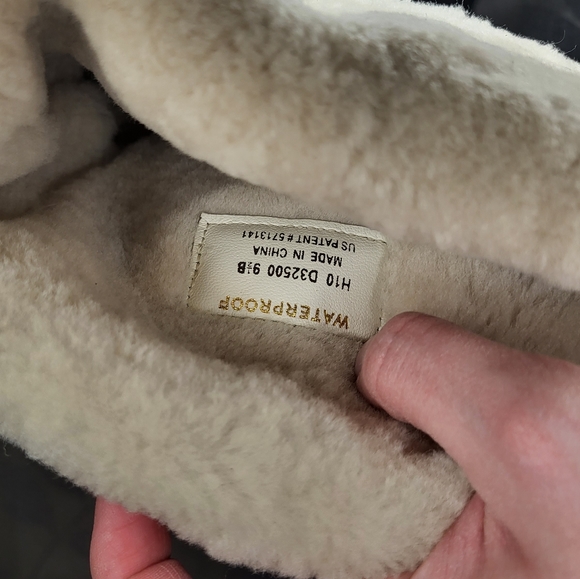 WATERPROOF
H10 D32500 9½B
MADE IN CHINA
US PATENT # 5713141